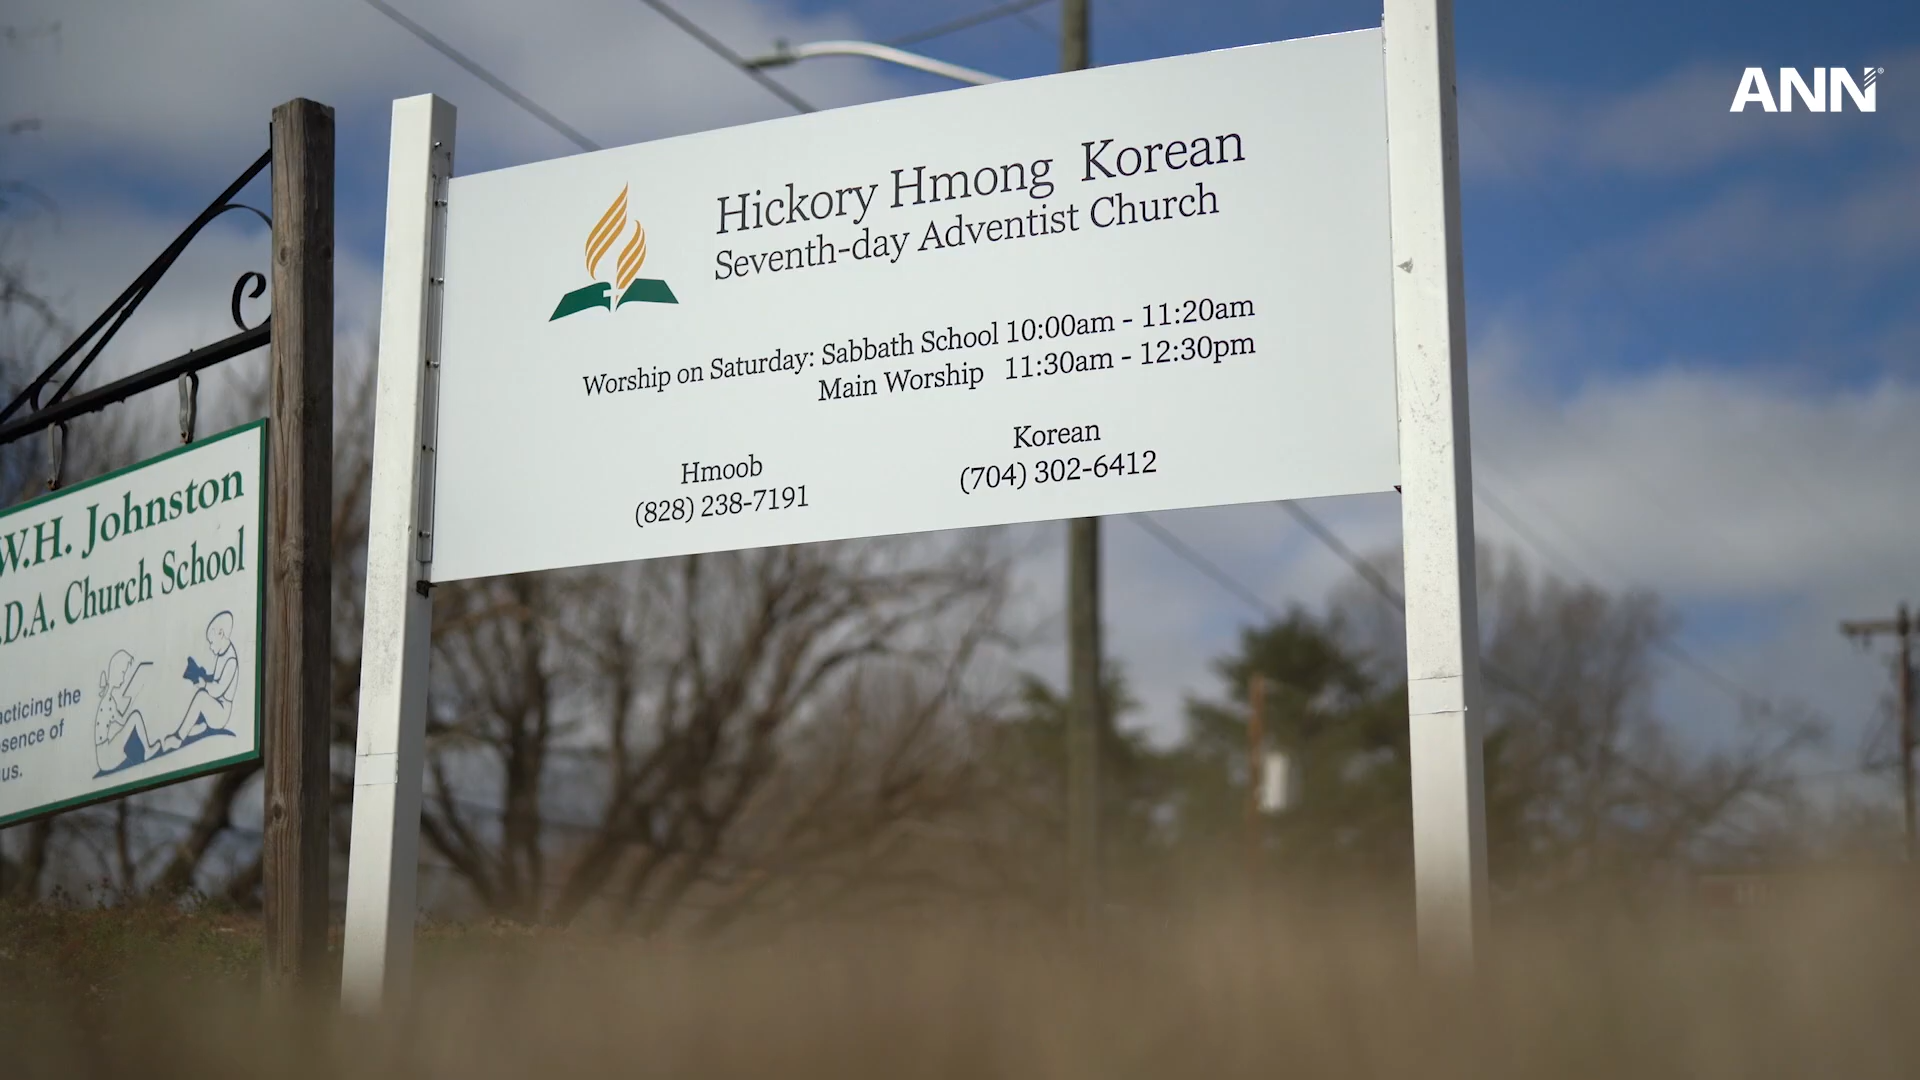 ANN
Hickory Hmong Korean
Seventh-day Adventist Church
Worship on Saturday: Sabbath School 10:00am - 11:20am
Main Worship 11:30am - 12:30pm
Hmoob
(828) 238-7191
Korean
(704) 302-6412
W.H. Johnston
.D.A. Church School
acticing the
sence of
us.